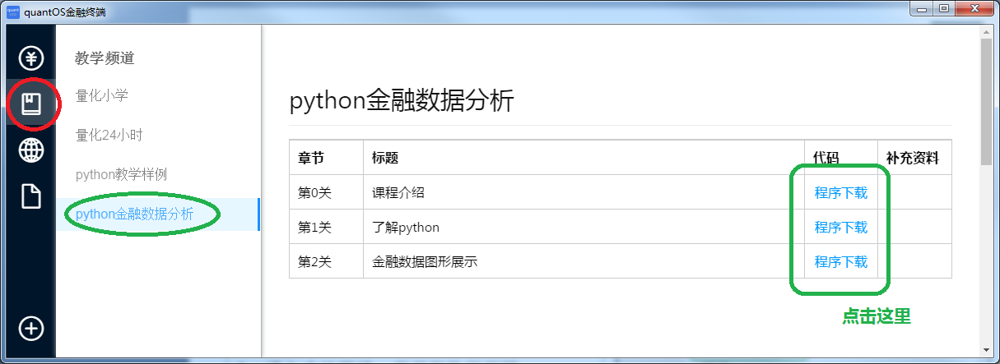 quantOS金融终端
教学频道
量化小学
量化24小时
python教学样例
python金融数据分析
python金融数据分析
章节 标题 代码 补充资料
第0关 课程介绍 程序下载
第1关 了解python 程序下载
第2关 金融数据图形展示 程序下载
点击这里